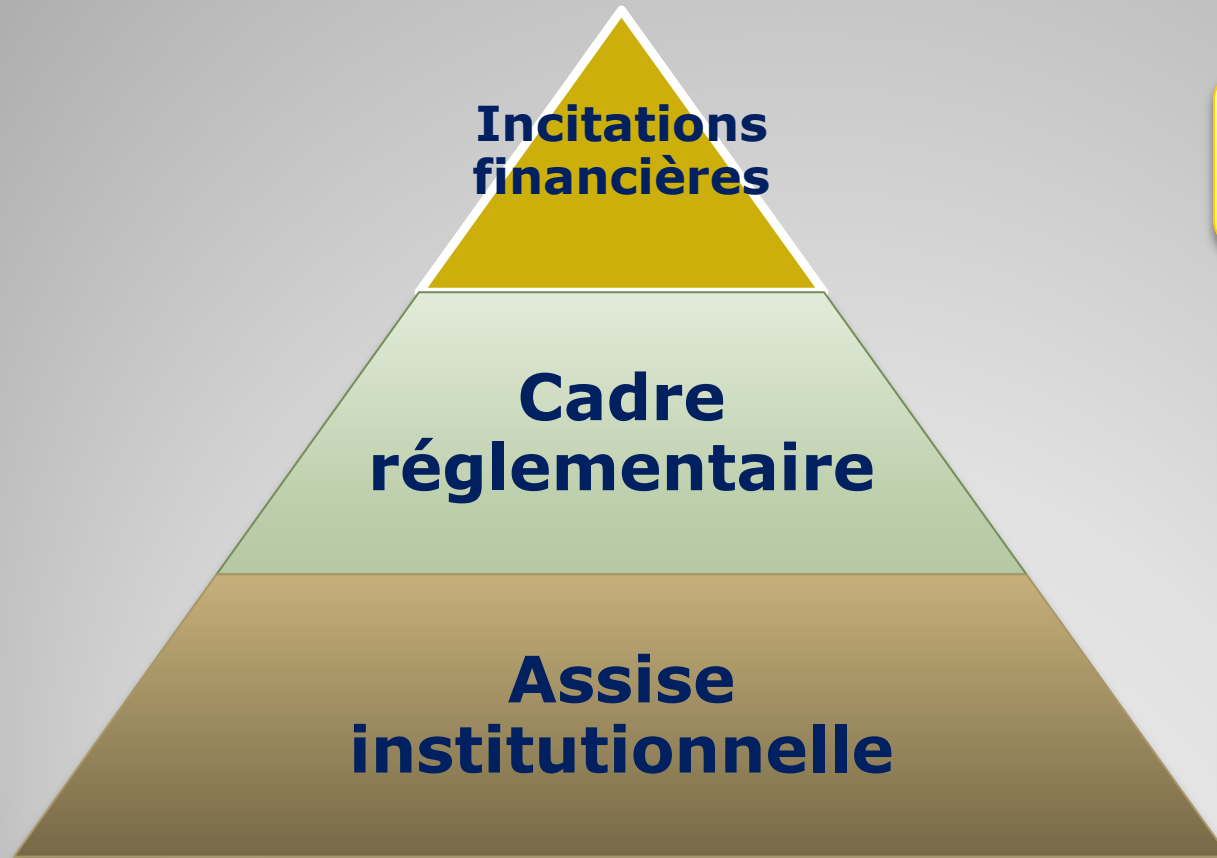 Incitations
financières
Cadre
réglementaire
Assise
institutionnelle